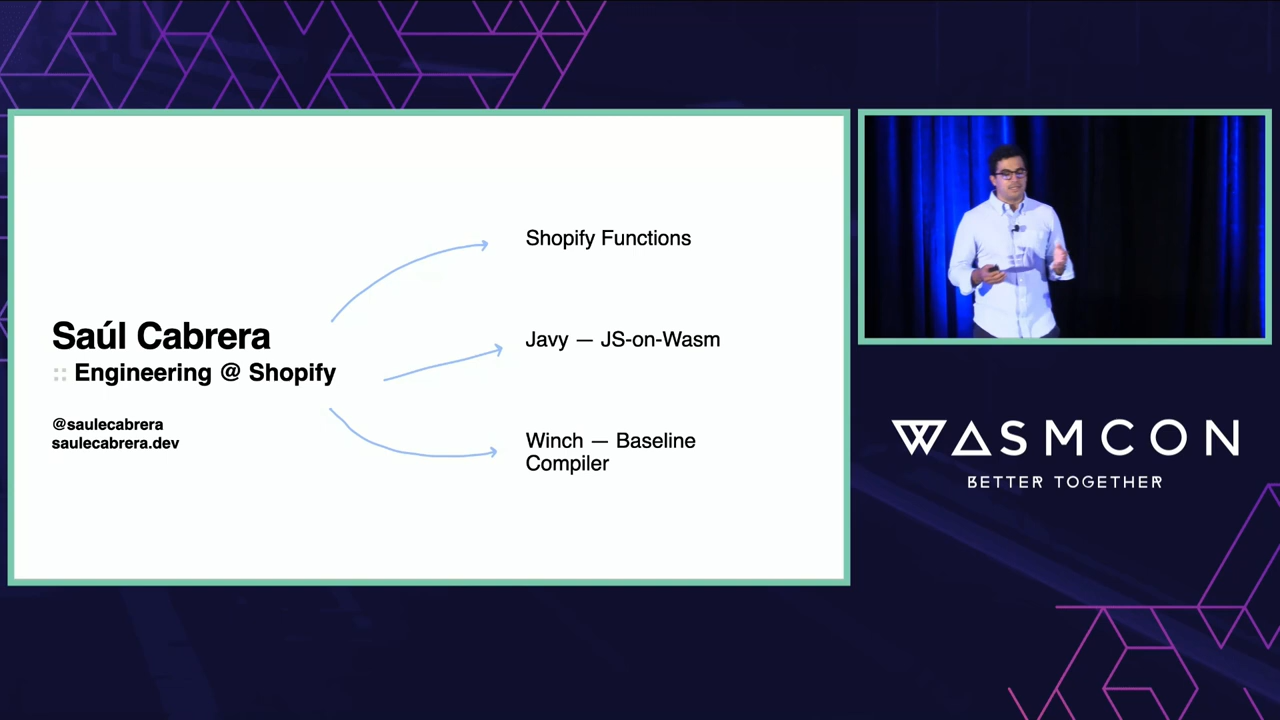 Saúl Cabrera
:: Engineering @ Shopify
@saulecabrera
saulecabrera.dev
Shopify Functions
Javy — JS-on-Wasm
Winch — Baseline
Compiler
WASMCON
BETTER TOGETHER